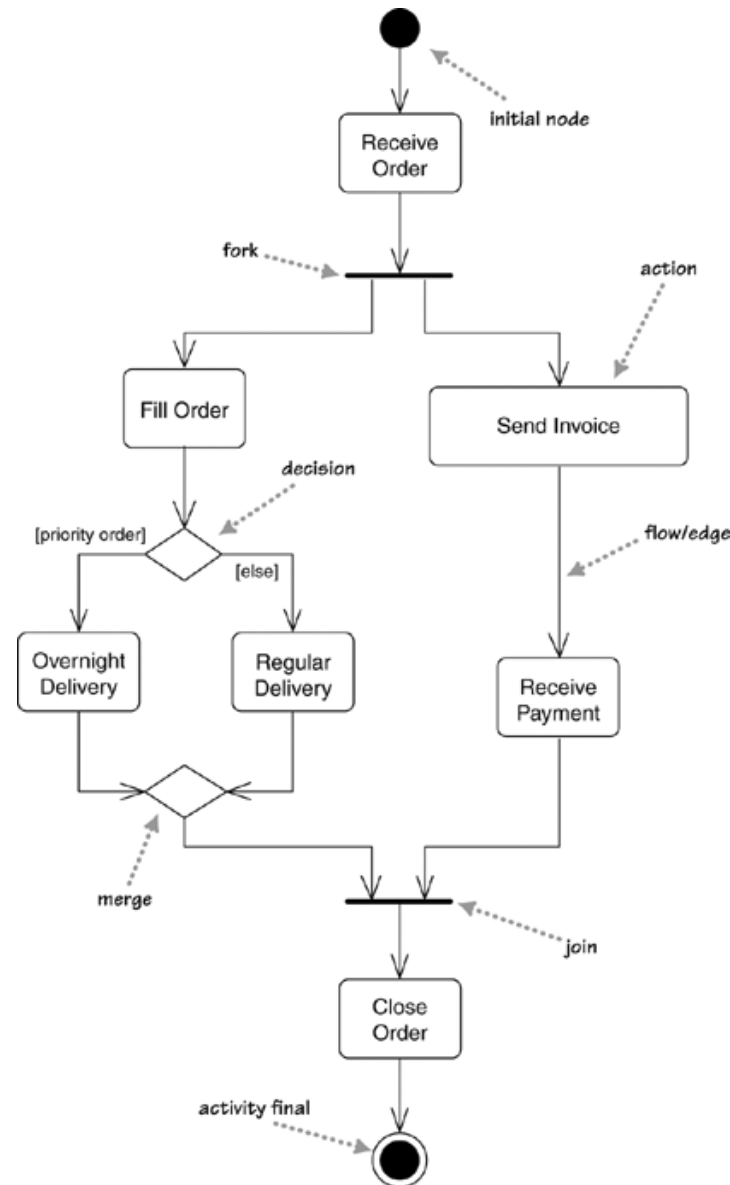 initial node
Receive
Order
fork
action
Fill Order
Send Invoice
decision
[priority order]
[else]
flow/edge
Overnight
Delivery
Regular
Delivery
Receive
Payment
merge
join
Close
Order
activity final